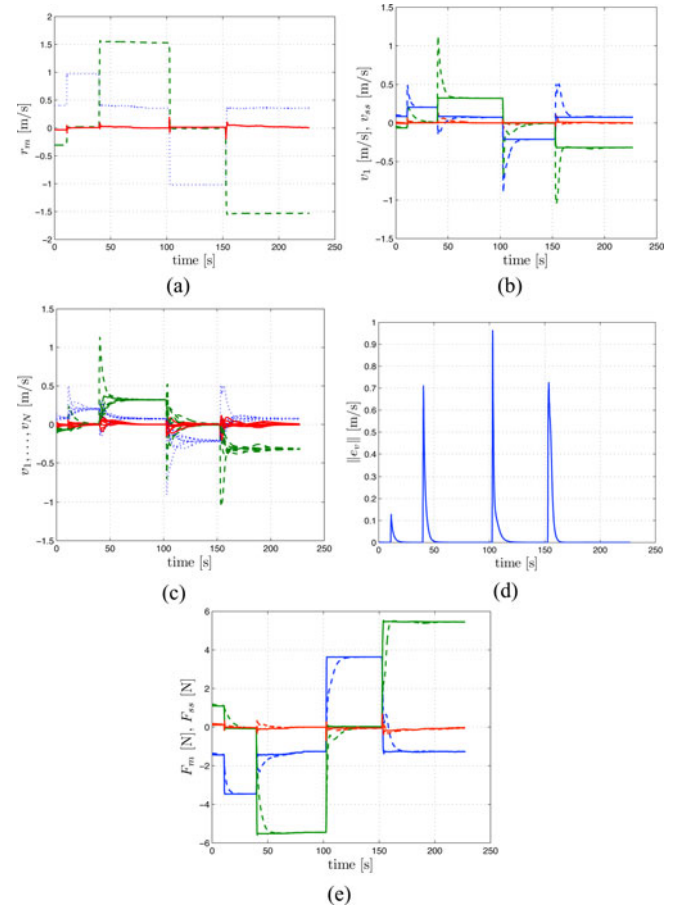 2
1.5
1
0.5
0
−0.5
−1
−1.5
−2
r_m [m/s]
0 50 100 150 200 250
time [s]
(a)
1.5
1
0.5
0
−0.5
−1
−1.5
v_1 [m/s], v_ss [m/s]
0 50 100 150 200 250
time [s]
(b)
1.5
1
0.5
0
−0.5
−1
−1.5
v_1, . . . , v_N [m/s]
0 50 100 150 200 250
time [s]
(c)
1
0.9
0.8
0.7
0.6
0.5
0.4
0.3
0.2
0.1
0
‖e_v‖ [m/s]
0 50 100 150 200 250
time [s]
(d)
6
4
2
0
−2
−4
−6
F_m [N], F_ss [N]
0 50 100 150 200 250
time [s]
(e)